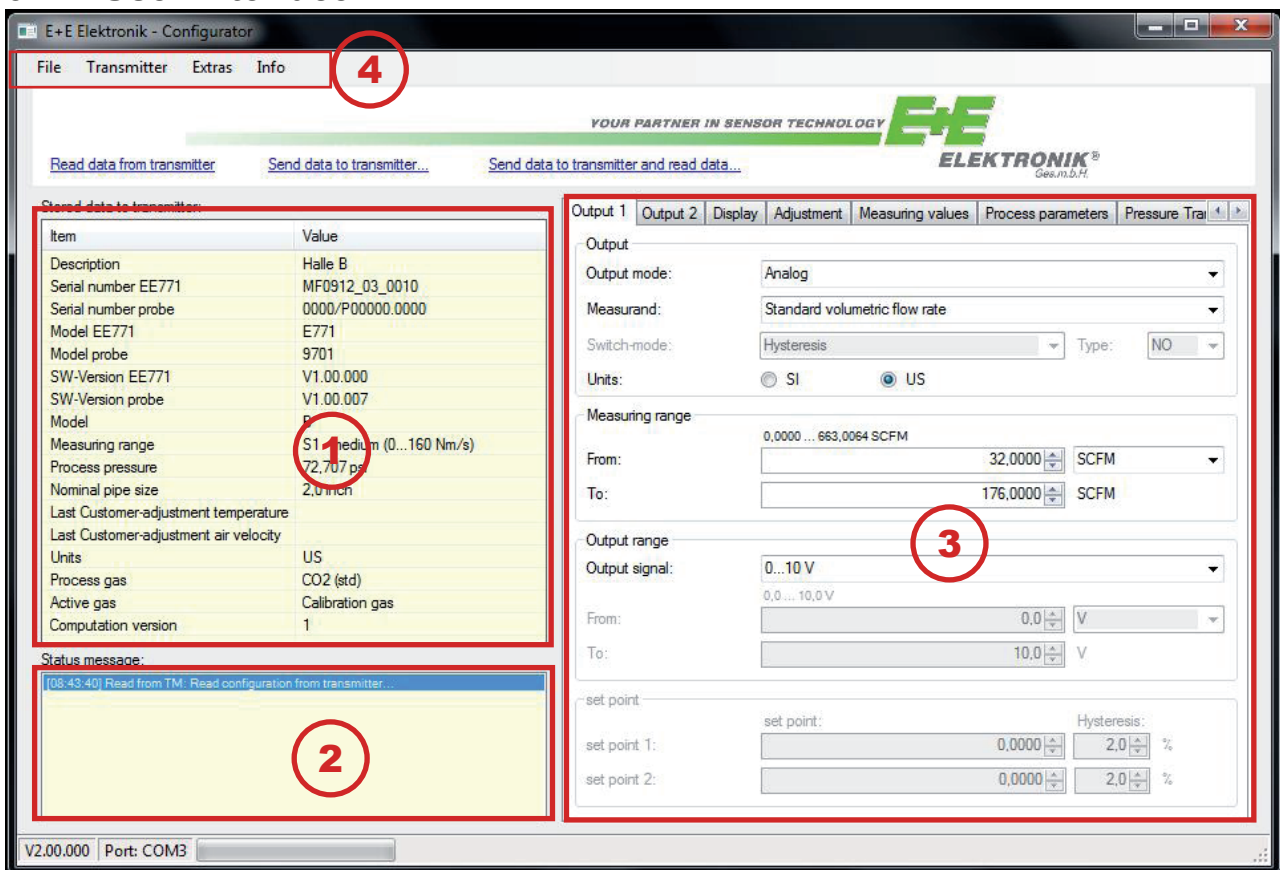 E+E Elektronik - Configurator
File Transmitter Extras Info
4
YOUR PARTNER IN SENSOR TECHNOLOGY
E+E
ELEKTRONIK®
Ges.m.b.H.
Read data from transmitter Send data to transmitter... Send data to transmitter and read data...
Stored data to transmitter:
Item Value
Description Halle B
Serial number EE771 MF0912_03_0010
Serial number probe 0000/P00000.0000
Model EE771 E771
Model probe 9701
SW-Version EE771 V1.00.000
SW-Version probe V1.00.007
Model B
Measuring range S1 medium (0...160 Nm/s)
Process pressure 72,707 psi
Nominal pipe size 2,0 inch
Last Customer-adjustment temperature
Last Customer-adjustment air velocity
Units US
Process gas CO2 (std)
Active gas Calibration gas
Computation version 1
1
Status message:
[08:43:40] Read from TM: Read configuration from transmitter...
2
Output 1 Output 2 Display Adjustment Measuring values Process parameters Pressure Tra
Output
Output mode: Analog
Measurand: Standard volumetric flow rate
Switch-mode: Hysteresis Type: NO
Units: SI US
Measuring range
0,0000 ... 663,0064 SCFM
From: 32,0000 SCFM
To: 176,0000 SCFM
Output range
3
Output signal: 0...10 V
0,0 ... 10,0 V
From: 0,0 V
To: 10,0 V
set point
set point: Hysteresis:
set point 1: 0,0000 2,0 %
set point 2: 0,0000 2,0 %
V2.00.000 Port: COM3